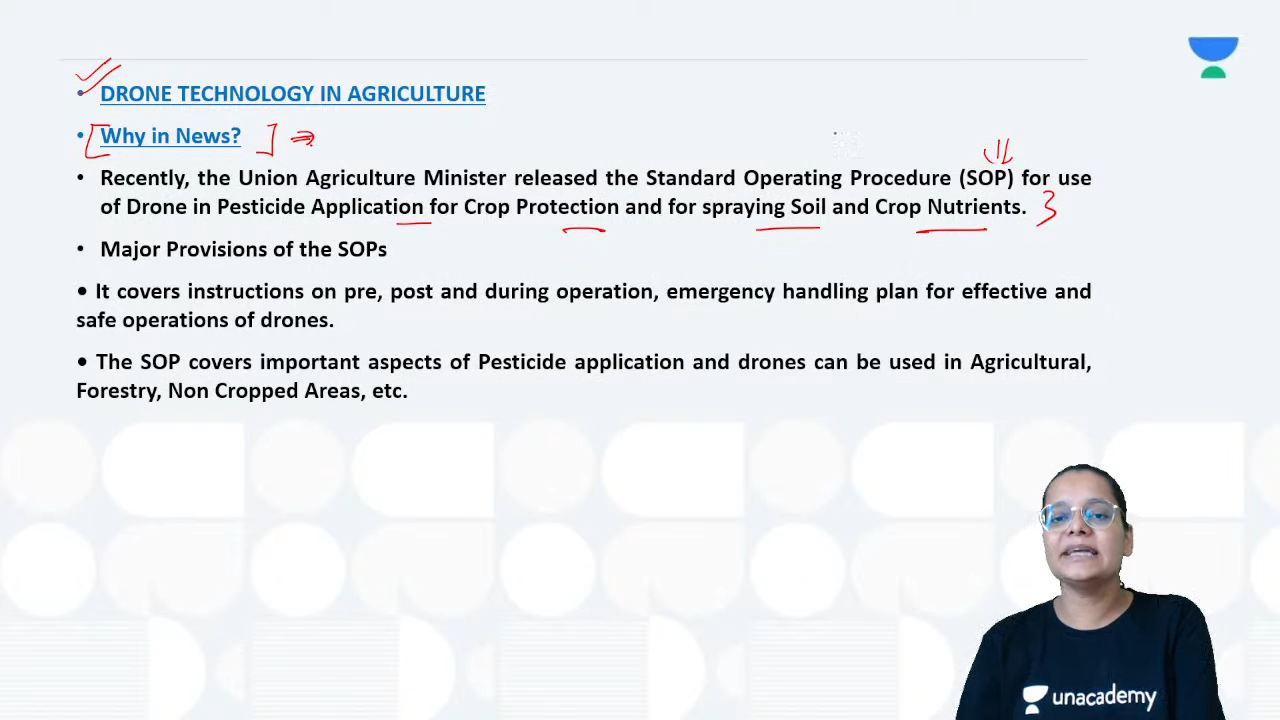 • DRONE TECHNOLOGY IN AGRICULTURE
• Why in News?
• Recently, the Union Agriculture Minister released the Standard Operating Procedure (SOP) for use
of Drone in Pesticide Application for Crop Protection and for spraying Soil and Crop Nutrients.
• Major Provisions of the SOPs
• It covers instructions on pre, post and during operation, emergency handling plan for effective and
safe operations of drones.
• The SOP covers important aspects of Pesticide application and drones can be used in Agricultural,
Forestry, Non Cropped Areas, etc.
unacademy